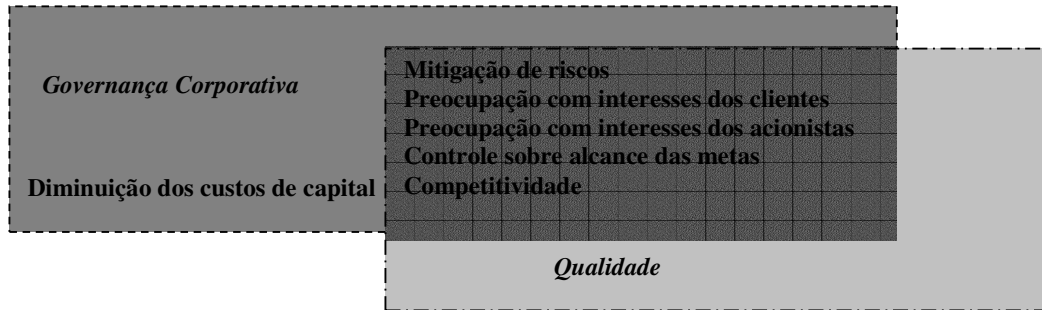 Governança Corporativa
Diminuição dos custos de capital
Mitigação de riscos
Preocupação com interesses dos clientes
Preocupação com interesses dos acionistas
Controle sobre alcance das metas
Competitividade
Qualidade